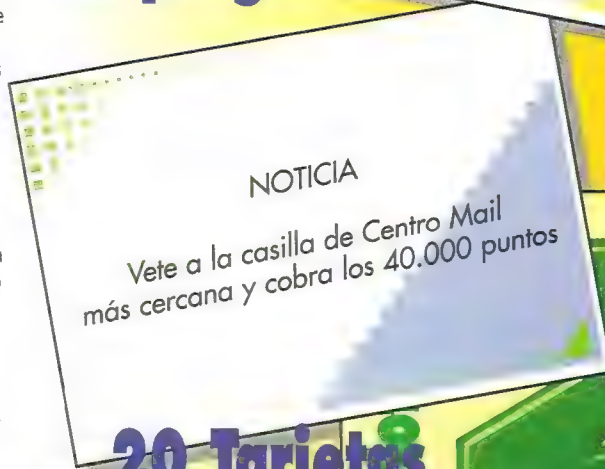 NOTICIA
Vete a la casilla de Centro Mail
más cercana y cobra los 40.000 puntos
20 Tarjetas